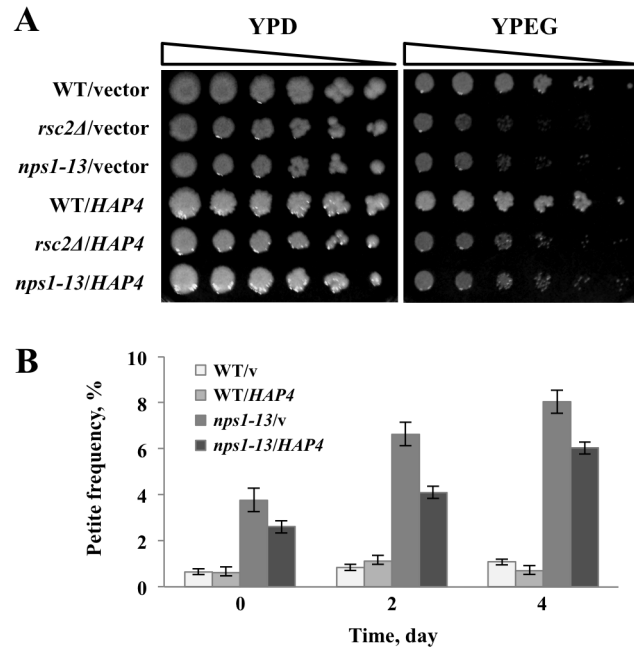 A
YPD
YPEG
WT/vector
rsc2Δ/vector
nps1-13/vector
WT/HAP4
rsc2Δ/HAP4
nps1-13/HAP4
B
Petite frequency, %
10
8
6
4
2
0
WT/v
WT/HAP4
nps1-13/v
nps1-13/HAP4
0
2
4
Time, day